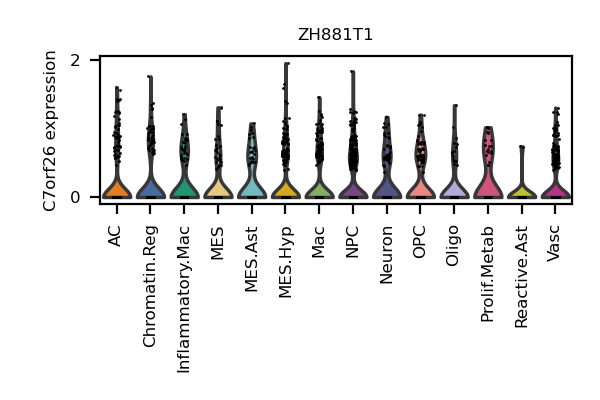 ZH881T1
C7orf26 expression
2
0
AC
Chromatin.Reg
Inflammatory.Mac
MES
MES.Ast
MES.Hyp
Mac
NPC
Neuron
OPC
Oligo
Prolif.Metab
Reactive.Ast
Vasc